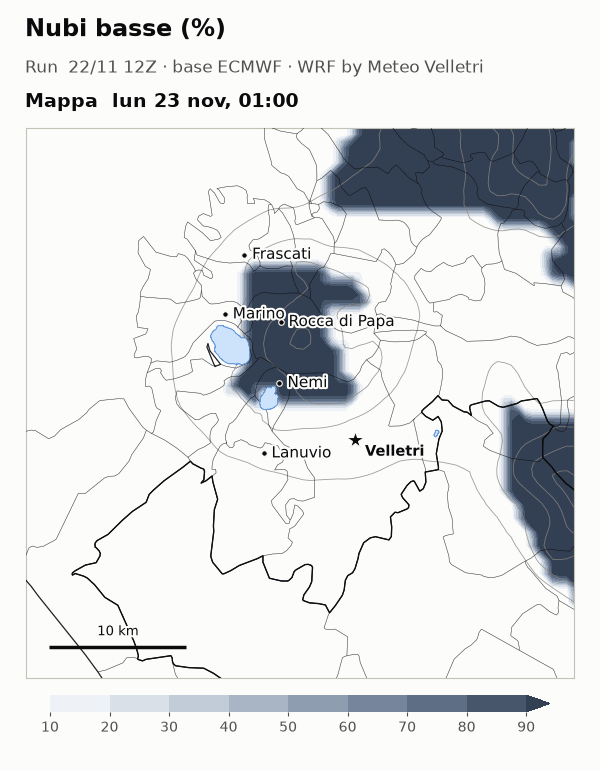 Nubi basse (%)
Run  22/11 12Z · base ECMWF · WRF by Meteo Velletri
Mappa  lun 23 nov, 01:00
Frascati
Marino
Rocca di Papa
Nemi
Velletri
Lanuvio
10 km
10 20 30 40 50 60 70 80 90